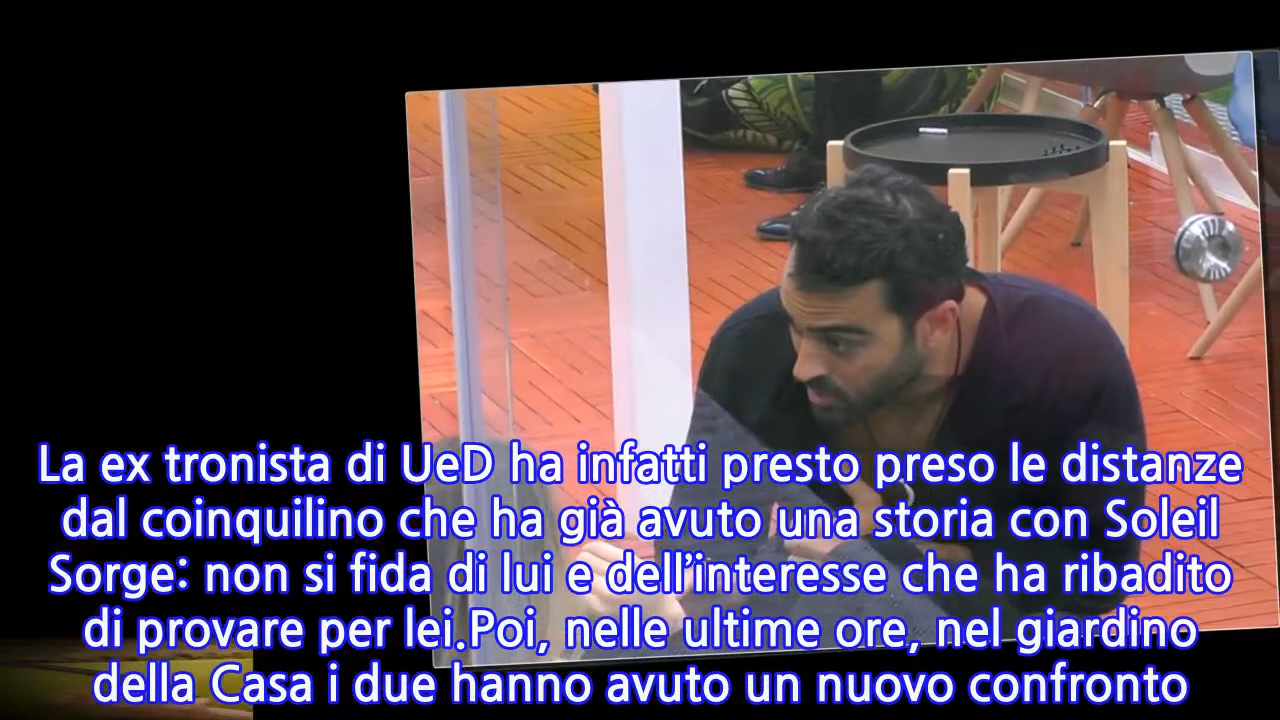 La ex tronista di UeD ha infatti presto preso le distanze
dal coinquilino che ha già avuto una storia con Soleil
Sorge: non si fida di lui e dell’interesse che ha ribadito
di provare per lei.Poi, nelle ultime ore, nel giardino
della Casa i due hanno avuto un nuovo confronto